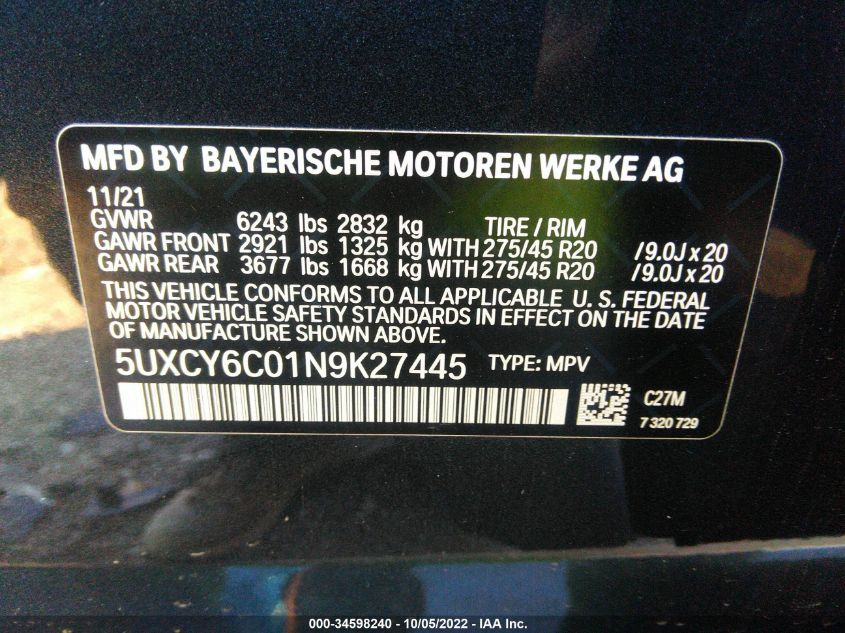 MFD BY BAYERISCHE MOTOREN WERKE AG
11/21
GVWR 6243 lbs 2832 kg TIRE / RIM
GAWR FRONT 2921 lbs 1325 kg WITH 275/45 R20 /9.0J x 20
GAWR REAR 3677 lbs 1668 kg WITH 275/45 R20 /9.0J x 20
THIS VEHICLE CONFORMS TO ALL APPLICABLE U. S. FEDERAL
MOTOR VEHICLE SAFETY STANDARDS IN EFFECT ON THE DATE
OF MANUFACTURE SHOWN ABOVE.
5UXCY6C01N9K27445 TYPE: MPV
C27M
7 320 729
000-34598240 - 10/05/2022 - IAA Inc.